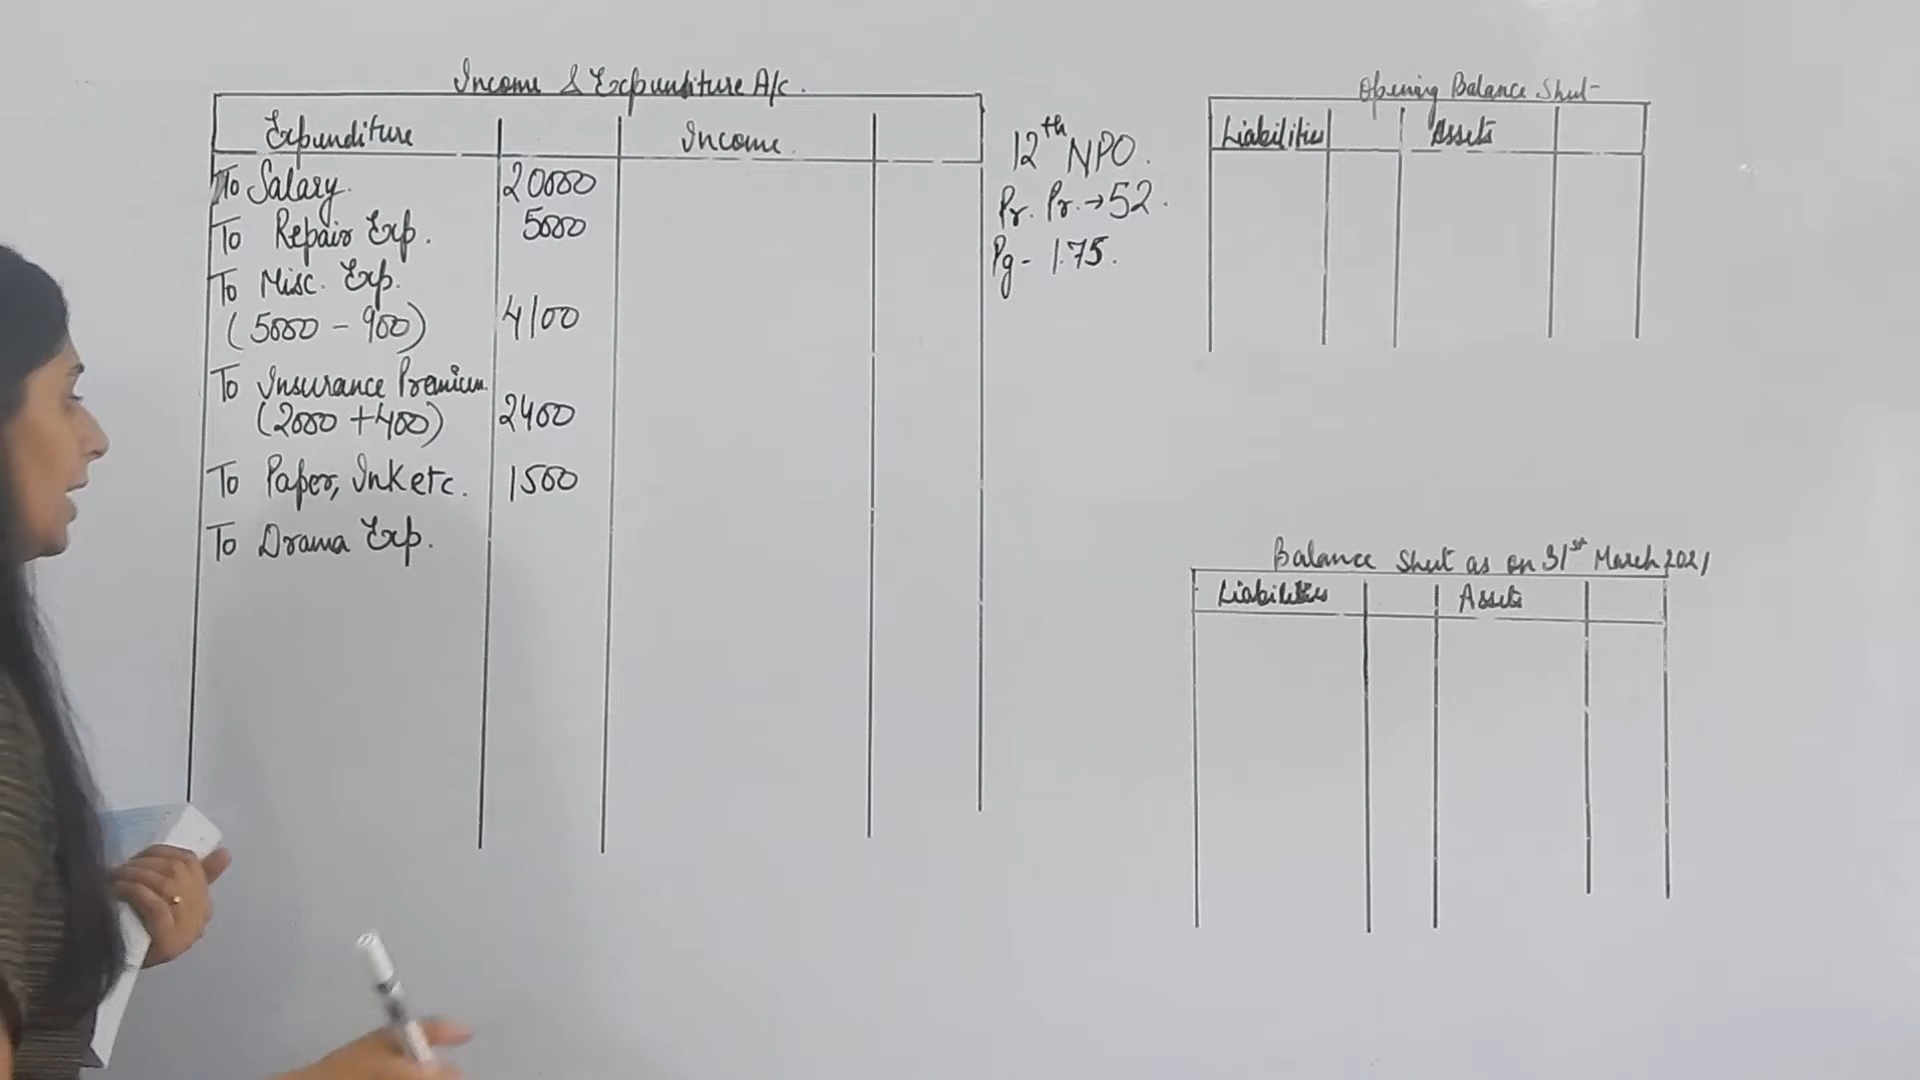 Income & Expenditure A/c.
Expenditure Income.
To Salary. 20000
To Repair Exp. 5000
To Misc. Exp.
(5000 - 900) 4100
To Insurance Premium.
(2000 + 400) 2400
To Paper, Ink etc. 1500
To Drama Exp.
12th NPO.
Pr. Pr. → 52.
Pg - 1.75.
Opening Balance Sheet
Liabilities Assets
Balance Sheet as on 31st March 2021
Liabilities Assets